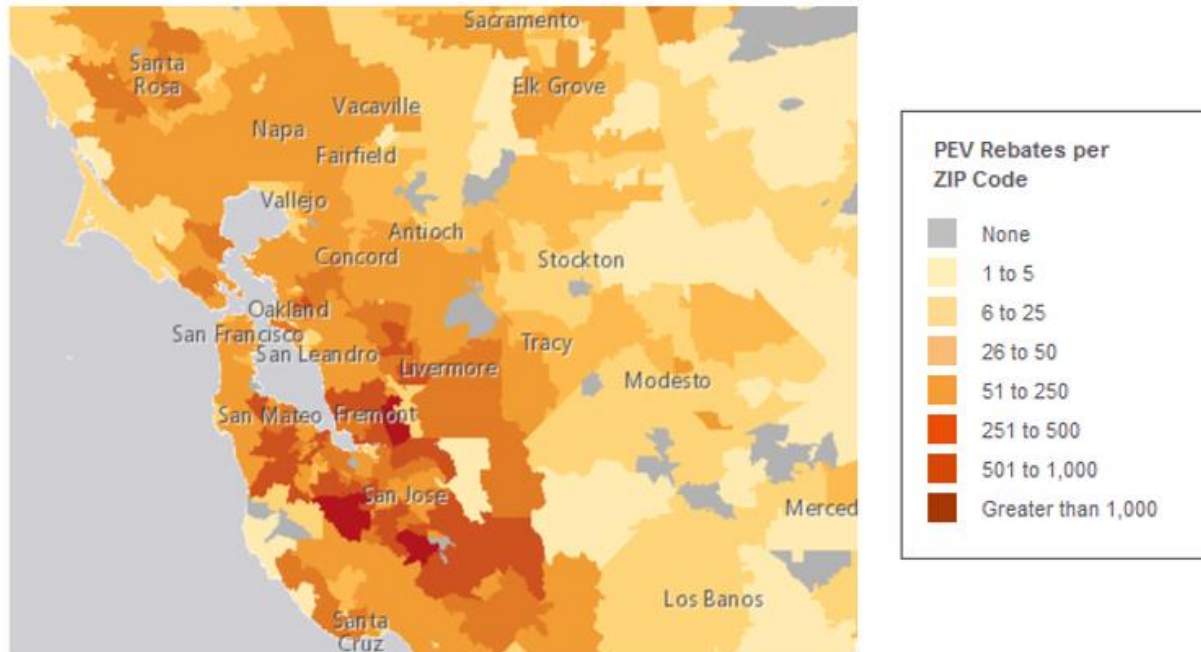 Sacramento
Santa
Rosa
Elk Grove
Vacaville
Napa
Fairfield
Vallejo
Antioch
Concord
Stockton
Oakland
San Francisco
San Leandro
Tracy
Livermore
Modesto
San Mateo
Fremont
San Jose
Merced
Los Banos
Santa
Cruz
PEV Rebates per
ZIP Code
None
1 to 5
6 to 25
26 to 50
51 to 250
251 to 500
501 to 1,000
Greater than 1,000